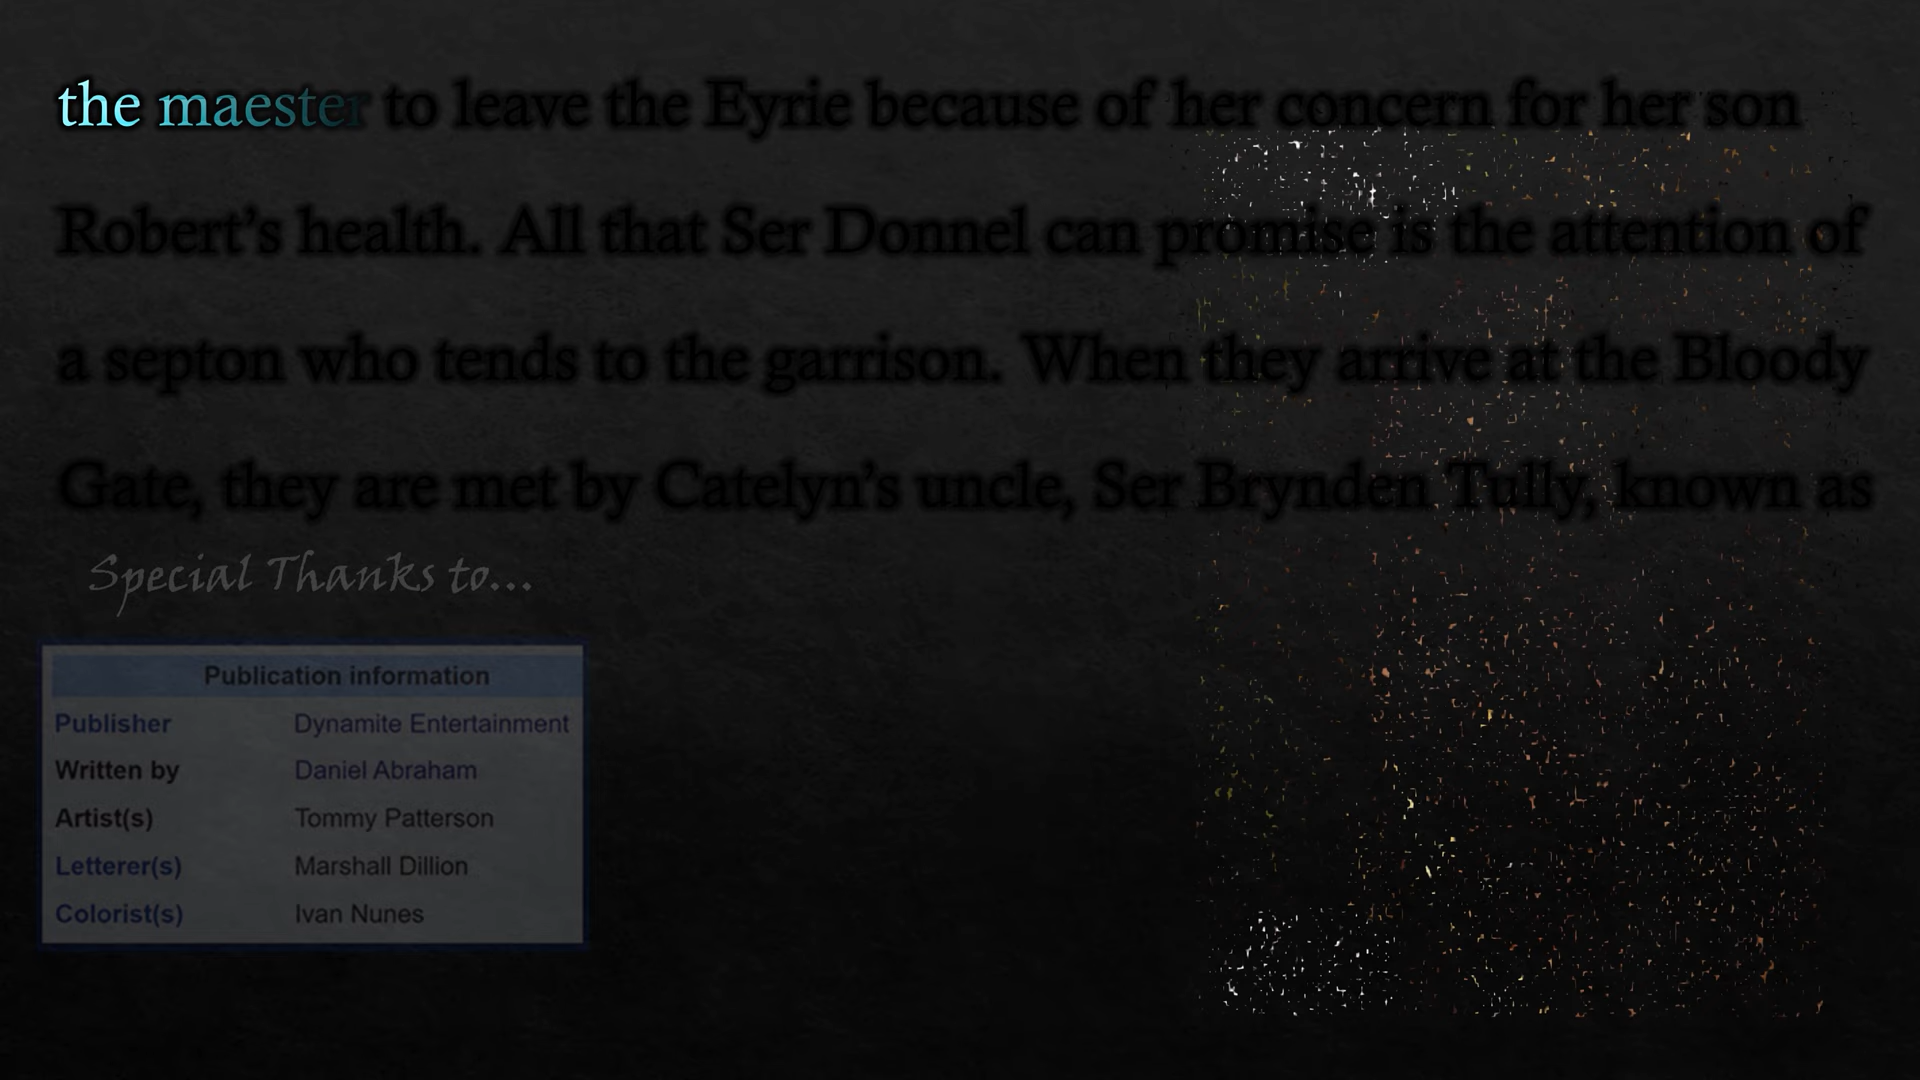 the maester to leave the Eyrie because of her concern for her son
Robert’s health. All that Ser Donnel can promise is the attention of
a septon who tends to the garrison. When they arrive at the Bloody
Gate, they are met by Catelyn’s uncle, Ser Brynden Tully, known as
Special Thanks to...
Publication information
Publisher Dynamite Entertainment
Written by Daniel Abraham
Artist(s) Tommy Patterson
Letterer(s) Marshall Dillion
Colorist(s) Ivan Nunes